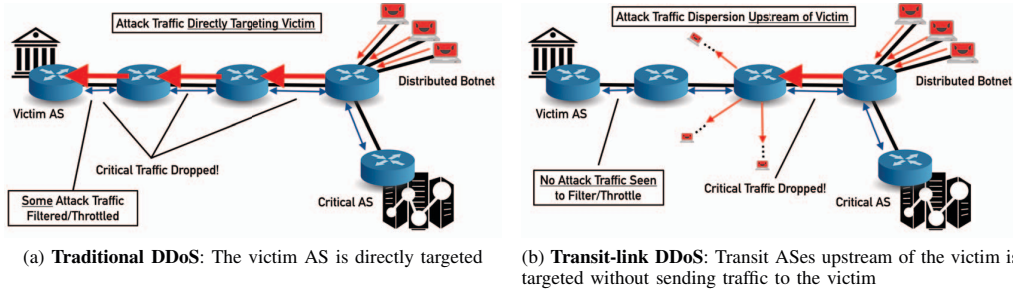 Attack Traffic Directly Targeting Victim
Distributed Botnet
Victim AS
Critical Traffic Dropped!
Some Attack Traffic
Filtered/Throttled
Critical AS
(a) Traditional DDoS: The victim AS is directly targeted
Attack Traffic Dispersion Upstream of Victim
Distributed Botnet
Victim AS
No Attack Traffic Seen
to Filter/Throttle
Critical Traffic Dropped!
Critical AS
(b) Transit-link DDoS: Transit ASes upstream of the victim is
targeted without sending traffic to the victim